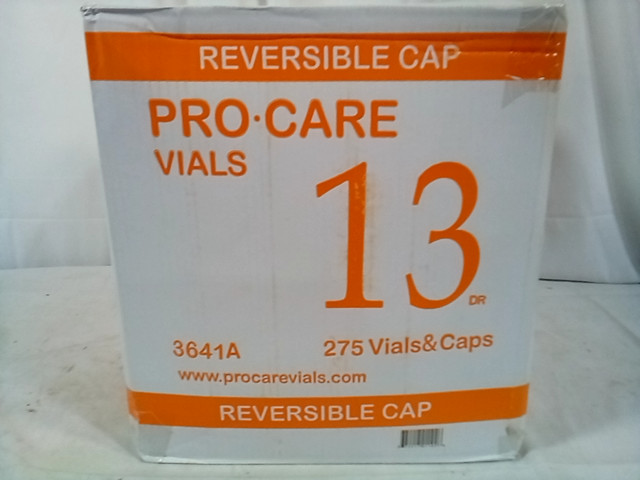 REVERSIBLE CAP
PRO·CARE
VIALS
13
DR
3641A
275 Vials&Caps
www.procarevials.com
REVERSIBLE CAP